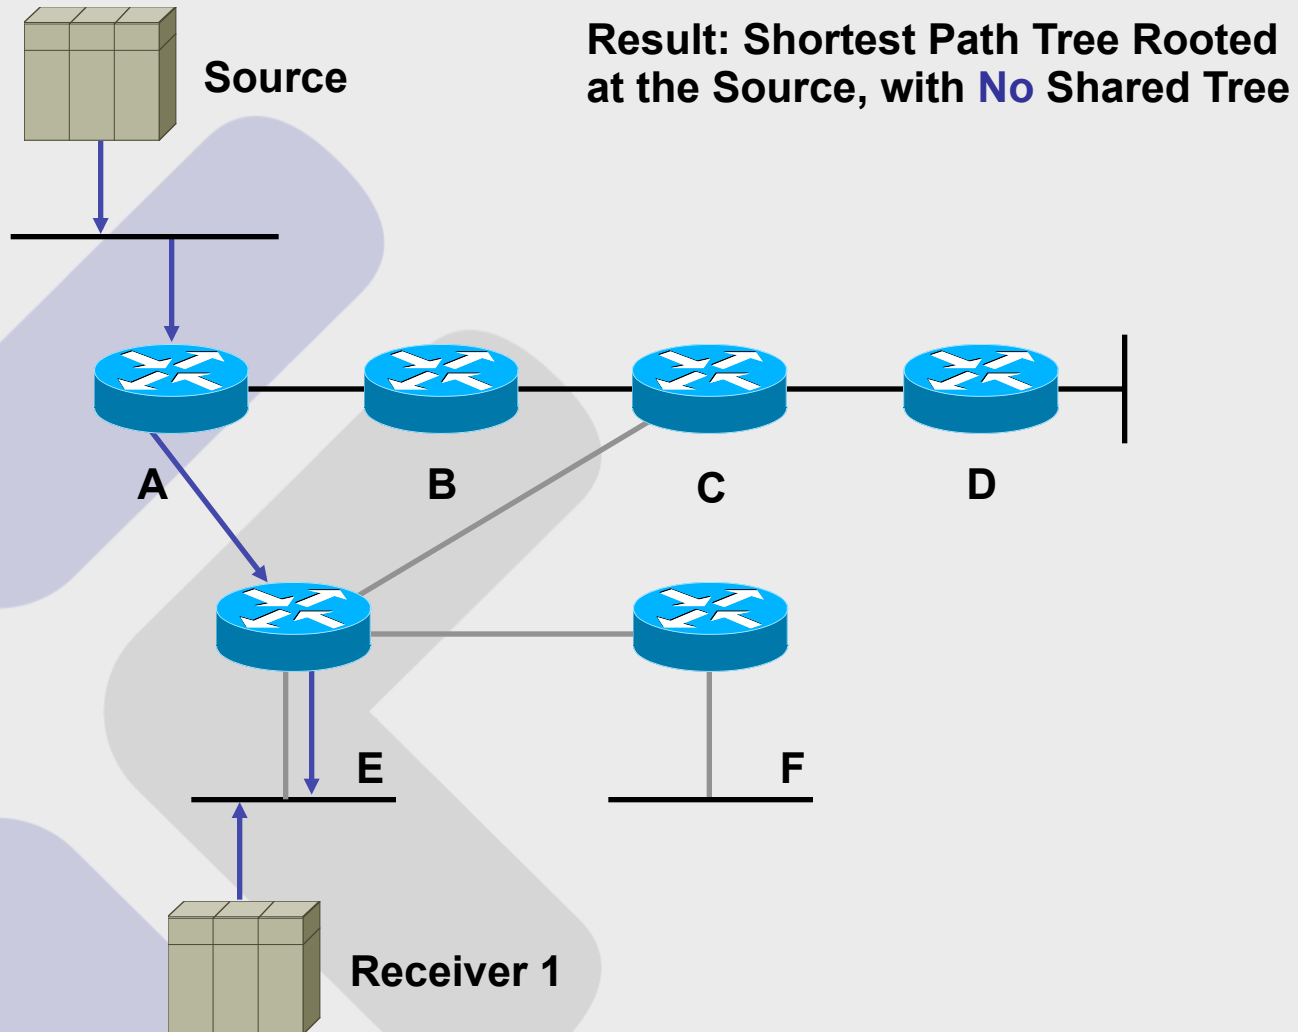 Result: Shortest Path Tree Rooted
at the Source, with No Shared Tree
Source
A
B
C
D
E
F
Receiver 1